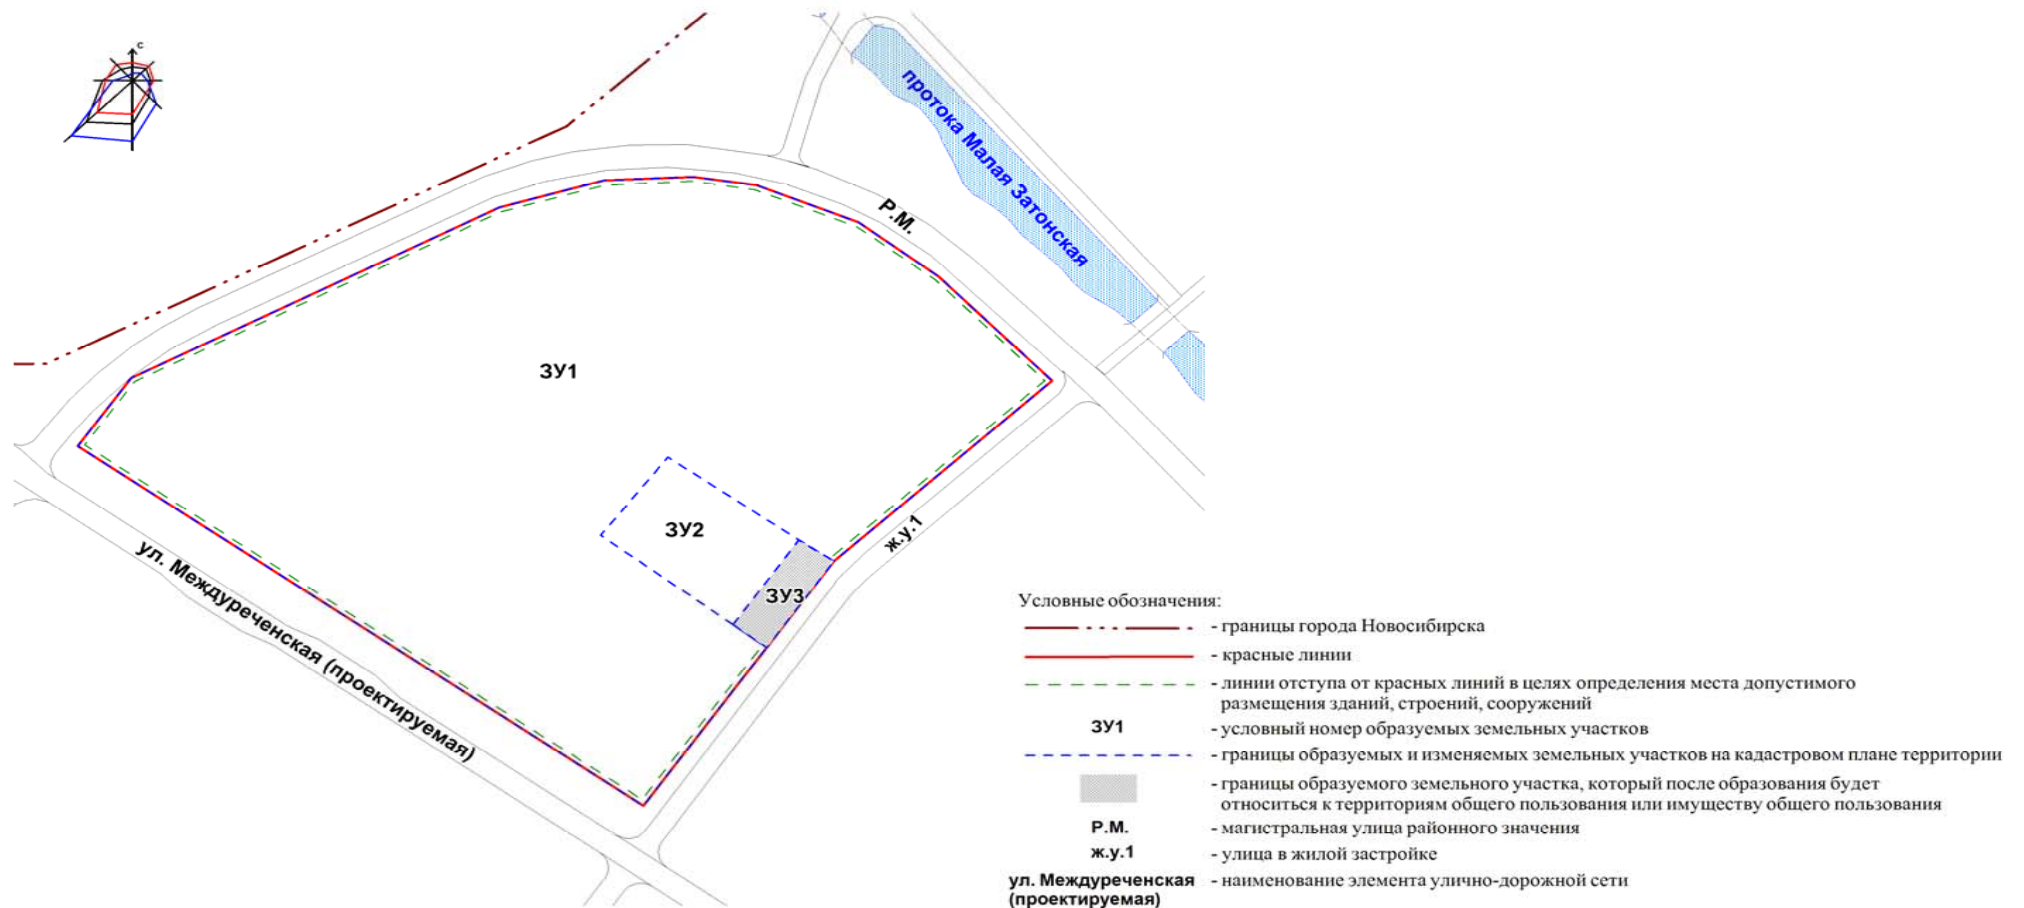 с
протока Малая Затонская
Р.М.
ЗУ1
ЗУ2
ж.у.1
ЗУ3
ул. Междуреченская (проектируемая)
Условные обозначения:
- границы города Новосибирска
- красные линии
- линии отступа от красных линий в целях определения места допустимого
размещения зданий, строений, сооружений
ЗУ1 - условный номер образуемых земельных участков
- границы образуемых и изменяемых земельных участков на кадастровом плане территории
- границы образуемого земельного участка, который после образования будет
относиться к территориям общего пользования или имуществу общего пользования
Р.М. - магистральная улица районного значения
ж.у.1 - улица в жилой застройке
ул. Междуреченская - наименование элемента улично-дорожной сети
(проектируемая)